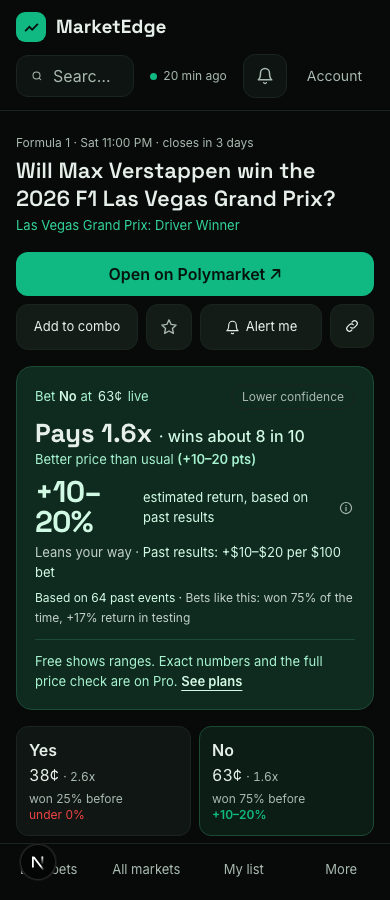 MarketEdge
Searc...
20 min ago
Account
Formula 1 · Sat 11:00 PM · closes in 3 days
Will Max Verstappen win the
2026 F1 Las Vegas Grand Prix?
Las Vegas Grand Prix: Driver Winner
Open on Polymarket ↗
Add to combo
Alert me
Bet No at 63¢ live
Lower confidence
Pays 1.6x · wins about 8 in 10
Better price than usual (+10–20 pts)
+10–
20%
estimated return, based on
past results
Leans your way · Past results: +$10–$20 per $100
bet
Based on 64 past events · Bets like this: won 75% of the
time, +17% return in testing
Free shows ranges. Exact numbers and the full
price check are on Pro. See plans
Yes
38¢ · 2.6x
won 25% before
under 0%
No
63¢ · 1.6x
won 75% before
+10–20%
N
All markets
My list
More